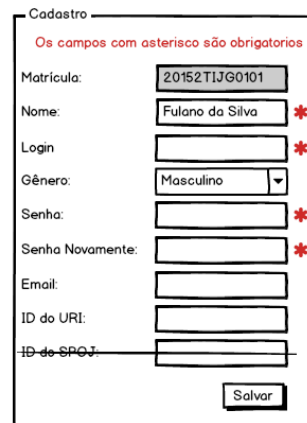 Cadastro
Os campos com asterisco são obrigatorios
Matrícula: 20152TIJG0101
Nome: Fulano da Silva *
Login *
Gênero: Masculino
Senha: *
Senha Novamente: *
Email:
ID do URI:
ID do SPOJ:
Salvar